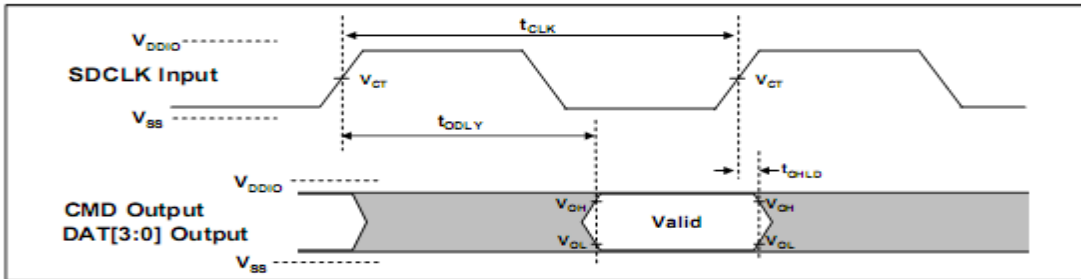 tCLK
VDDIO
SDCLK Input
VCT
VCT
VSS
tODLY
tOHLD
VDDIO
CMD Output
VOH
VOH
Valid
DAT[3:0] Output
VOL
VOL
VSS